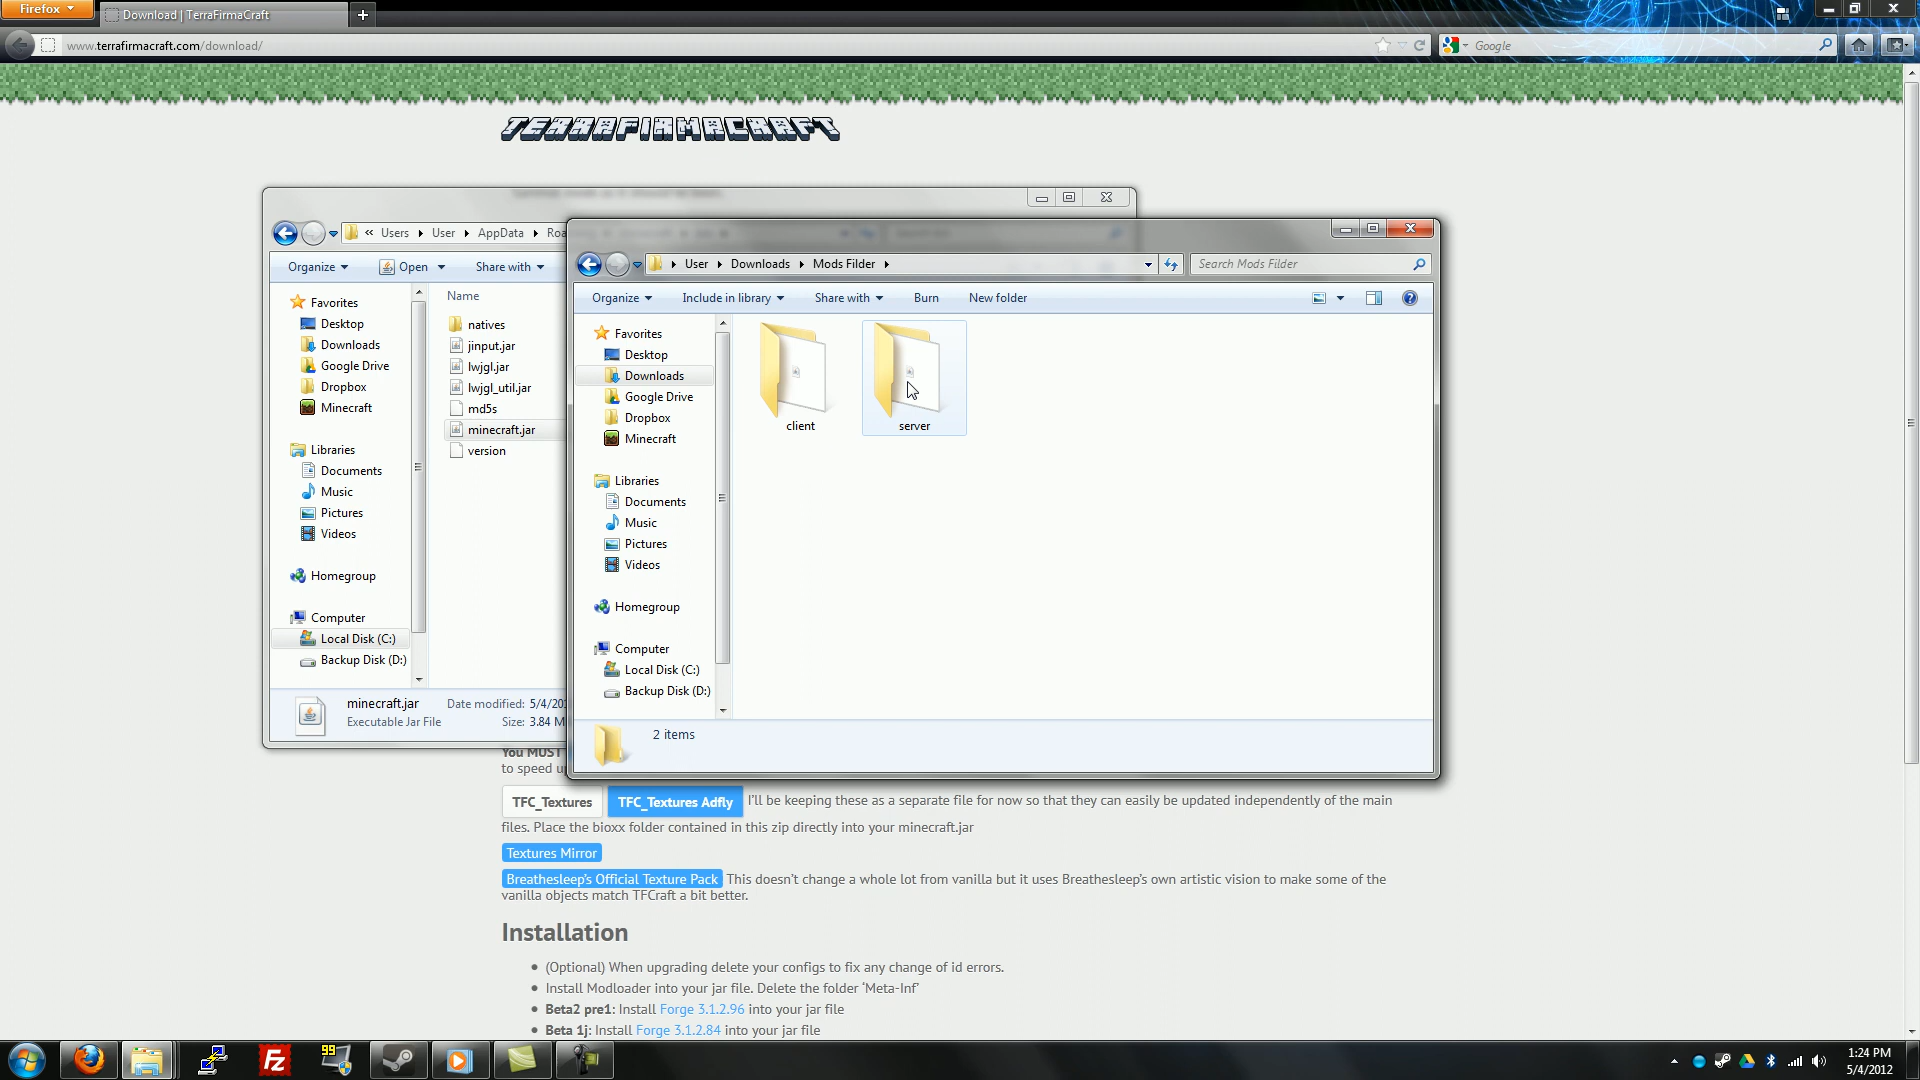 Firefox
Download | TerraFirmaCraft
www.terrafirmacraft.com/download/
Google
TERRAFIRMACRAFT
« Users User AppData Roa
Organize Open Share with
Favorites
Desktop
Downloads
Google Drive
Dropbox
Minecraft
Libraries
Documents
Music
Pictures
Videos
Homegroup
Computer
Local Disk (C:)
Backup Disk (D:)
Name
natives
jinput.jar
lwjgl.jar
lwjgl_util.jar
md5s
minecraft.jar
version
minecraft.jar Date modified: 5/4/201
Executable Jar File Size: 3.84 M
User Downloads Mods Filder
Search Mods Filder
Organize Include in library Share with Burn New folder
Favorites
Desktop
Downloads
Google Drive
Dropbox
Minecraft
Libraries
Documents
Music
Pictures
Videos
Homegroup
Computer
Local Disk (C:)
Backup Disk (D:)
client
server
2 items
You MUST
to speed u
TFC_Textures TFC_Textures Adfly I'll be keeping these as a separate file for now so that they can easily be updated independently of the main
files. Place the bioxx folder contained in this zip directly into your minecraft.jar
Textures Mirror
Breathesleep's Official Texture Pack This doesn't change a whole lot from vanilla but it uses Breathesleep's own artistic vision to make some of the
vanilla objects match TFCraft a bit better.
Installation
(Optional) When upgrading delete your configs to fix any change of id errors.
Install Modloader into your jar file. Delete the folder 'Meta-Inf'
Beta2 pre1: Install Forge 3.1.2.96 into your jar file
Beta 1j: Install Forge 3.1.2.84 into your jar file
99
1:24 PM
5/4/2012